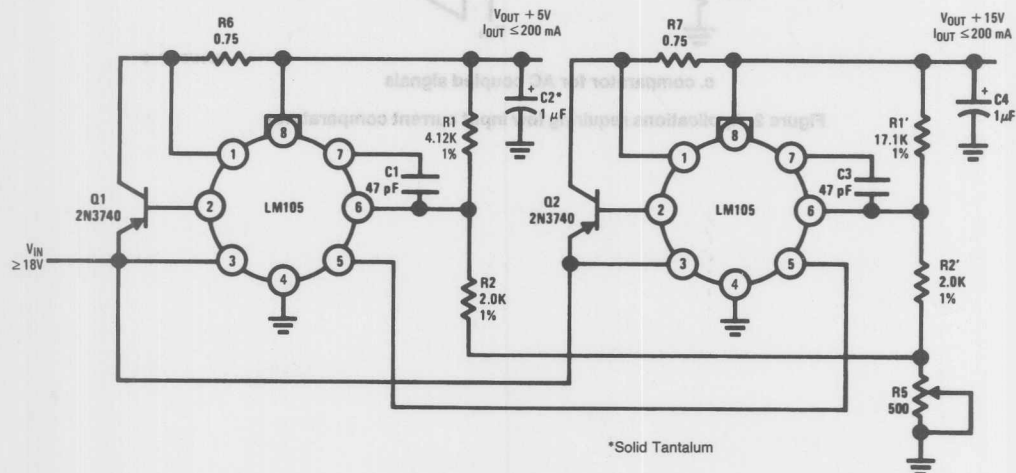 VOUT + 5V
IOUT ≤ 200 mA
VOUT + 15V
IOUT ≤ 200 mA
R6
0.75
R7
0.75
c. comparator for AC coupled signals
Figure requiring low current
+
C2*
1 μF
+
C4
1μF
R1
4.12K
1%
R1'
17.1K
1%
8
1
7
2
6
3
5
4
LM105
C1
47 pF
Q1
2N3740
VIN
≥ 18V
R2
2.0K
1%
8
1
7
2
6
3
5
4
LM105
C3
47 pF
Q2
2N3740
R2'
2.0K
1%
R5
500
*Solid Tantalum